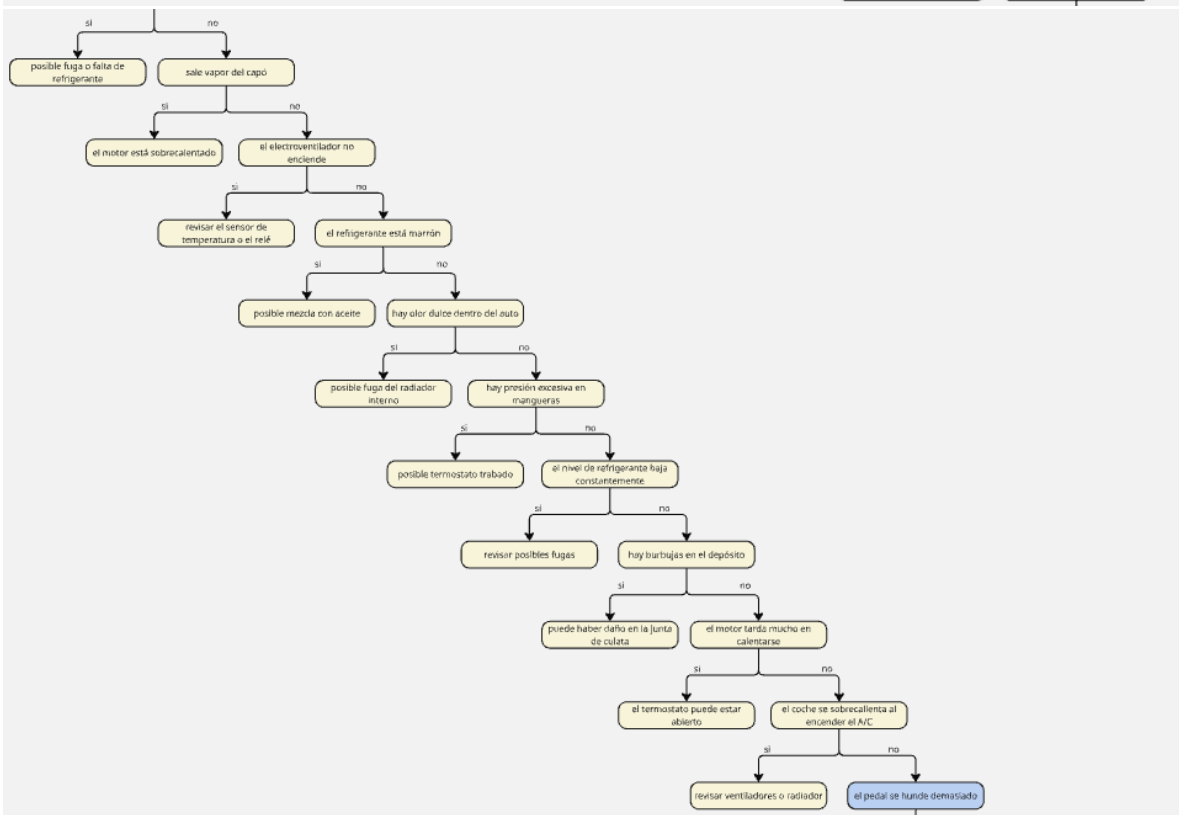 si
no
posible fuga o falta de
refrigerante
sale vapor del capó
si
no
el motor está sobrecalentado
el electroventilador no
enciende
si
no
revisar el sensor de
temperatura o el relé
el refrigerante está marrón
si
no
posible mezcla con aceite
hay olor dulce dentro del auto
si
no
posible fuga del radiador
interno
hay presión excesiva en
mangueras
si
no
posible termostato trabado
el nivel de refrigerante baja
constantemente
si
no
revisar posibles fugas
hay burbujas en el depósito
si
no
puede haber daño en la junta
de culata
el motor tarda mucho en
calentarse
si
no
el termostato puede estar
abierto
el coche se sobrecalienta al
encender el A/C
si
no
revisar ventiladores o radiador
el pedal se hunde demasiado